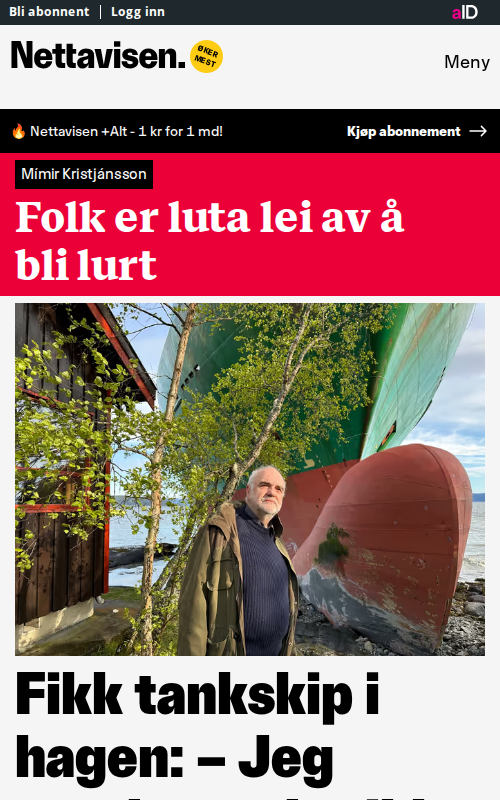 Bli abonnent | Logg inn
aID
Nettavisen.
ØKER
MEST
Meny
🔥 Nettavisen +Alt - 1 kr for 1 md!
Kjøp abonnement →
Mímir Kristjánsson
Folk er luta lei av å
bli lurt
Fikk tankskip i
hagen: – Jeg